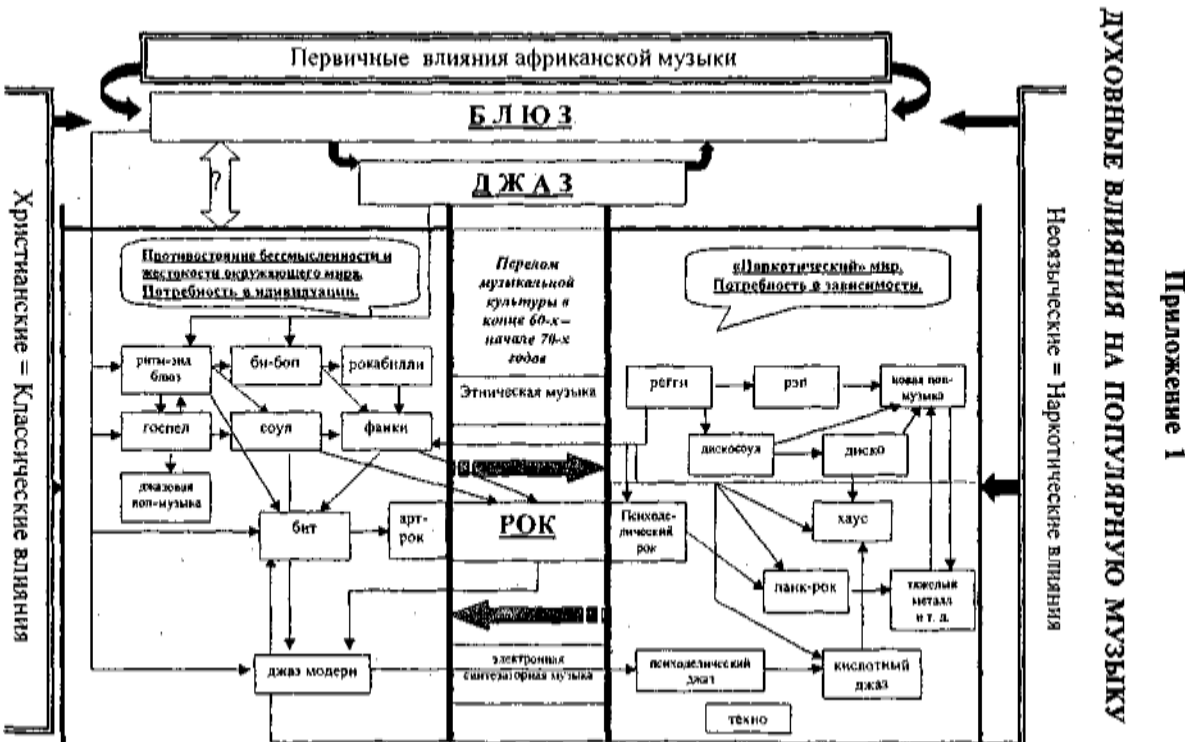 Приложение 1
ДУХОВНЫЕ ВЛИЯНИЯ НА ПОПУЛЯРНУЮ МУЗЫКУ
Первичные влияния африканской музыки
БЛЮЗ
ДЖАЗ
?
Христианские = Классические влияния
Неоязыческие = Наркотические влияния
Противостояние бессмысленности и
жестокости окружающего мира.
Потребность в
Перелом
музыкальной
культуры в
конце 60-х –
начале 70-х
годов
«Наркотический» мир.
Потребность в зависимости.
ритм-энд
блюз
би-боп
рокабилли
Этническая музыка
регги
рэп
новая поп-
музыка
госпел
соул
фанки
дискосоул
диско
джазовая
поп-музыка
бит
арт-
рок
РОК
Психоде-
лический
рок
хаус
панк-рок
тяжелый
металл
и т. д.
джаз модерн
электронная
синтезаторная музыка
психоделический
джаз
кислотный
джаз
техно